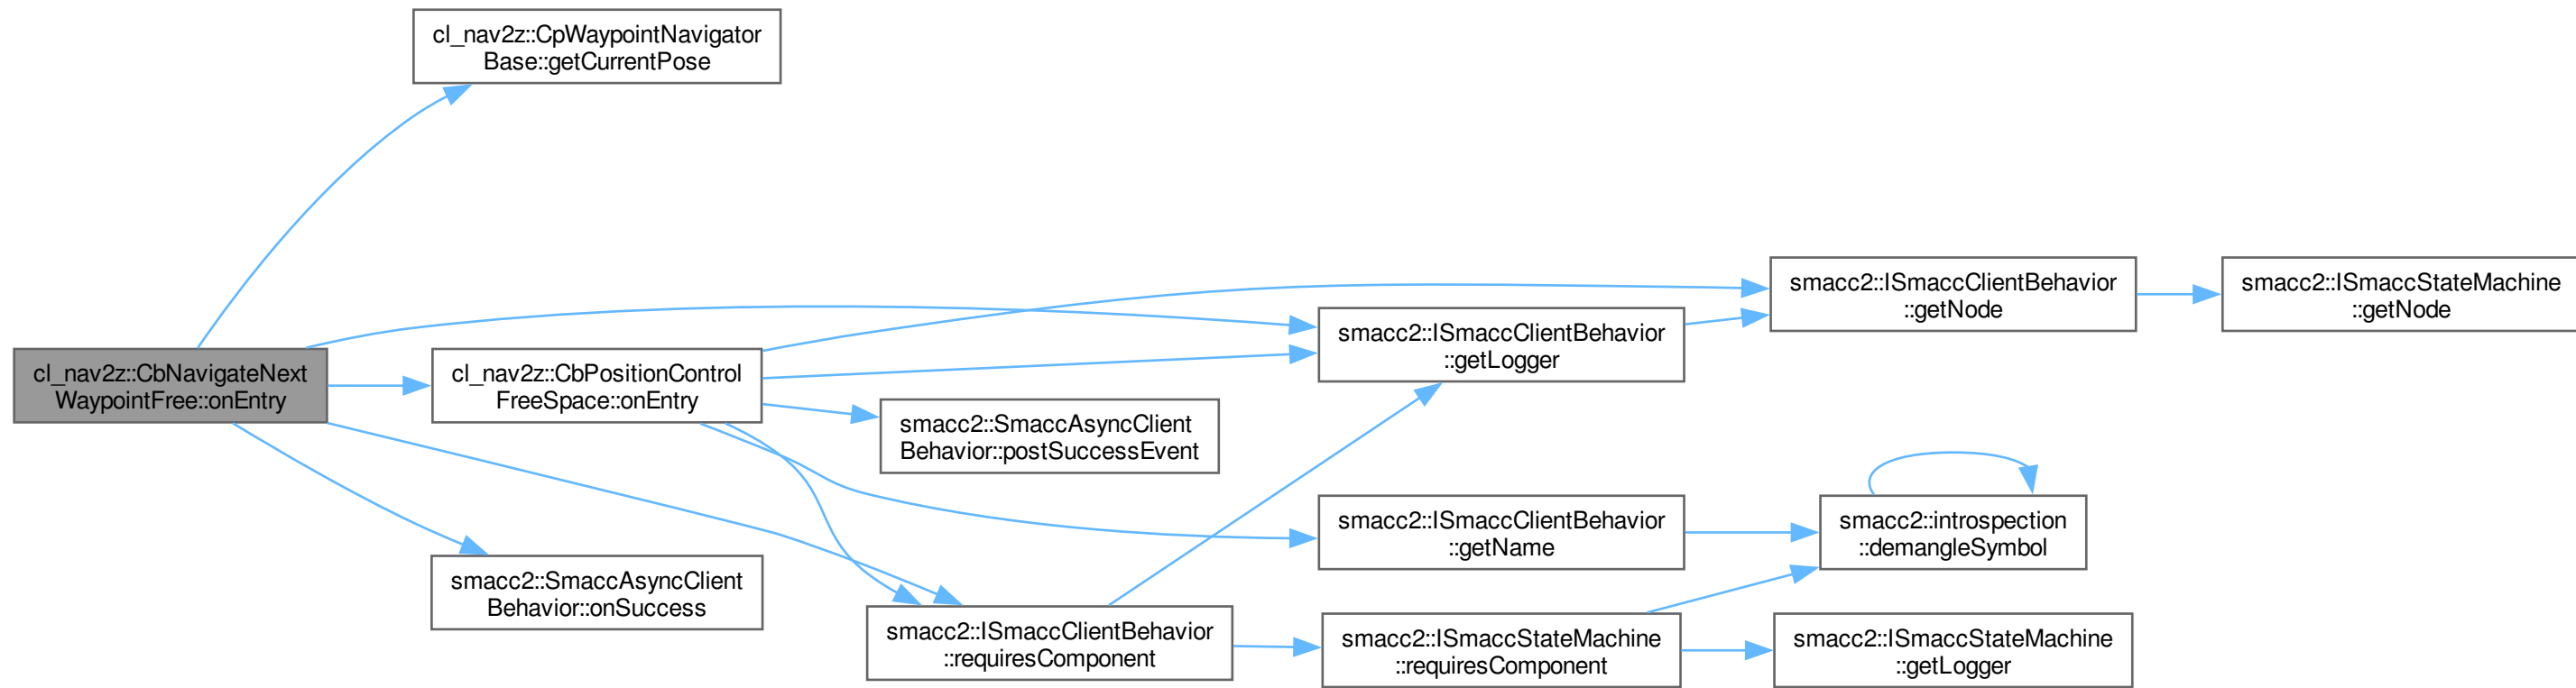 cl_nav2z::CpWaypointNavigator
Base::getCurrentPose
cl_nav2z::CbNavigateNext
WaypointFree::onEntry
cl_nav2z::CbPositionControl
FreeSpace::onEntry
smacc2::SmaccAsyncClient
Behavior::onSuccess
smacc2::SmaccAsyncClient
Behavior::postSuccessEvent
smacc2::ISmaccClientBehavior
::requiresComponent
smacc2::ISmaccClientBehavior
::getLogger
smacc2::ISmaccClientBehavior
::getName
smacc2::ISmaccStateMachine
::requiresComponent
smacc2::ISmaccClientBehavior
::getNode
smacc2::introspection
::demangleSymbol
smacc2::ISmaccStateMachine
::getLogger
smacc2::ISmaccStateMachine
::getNode